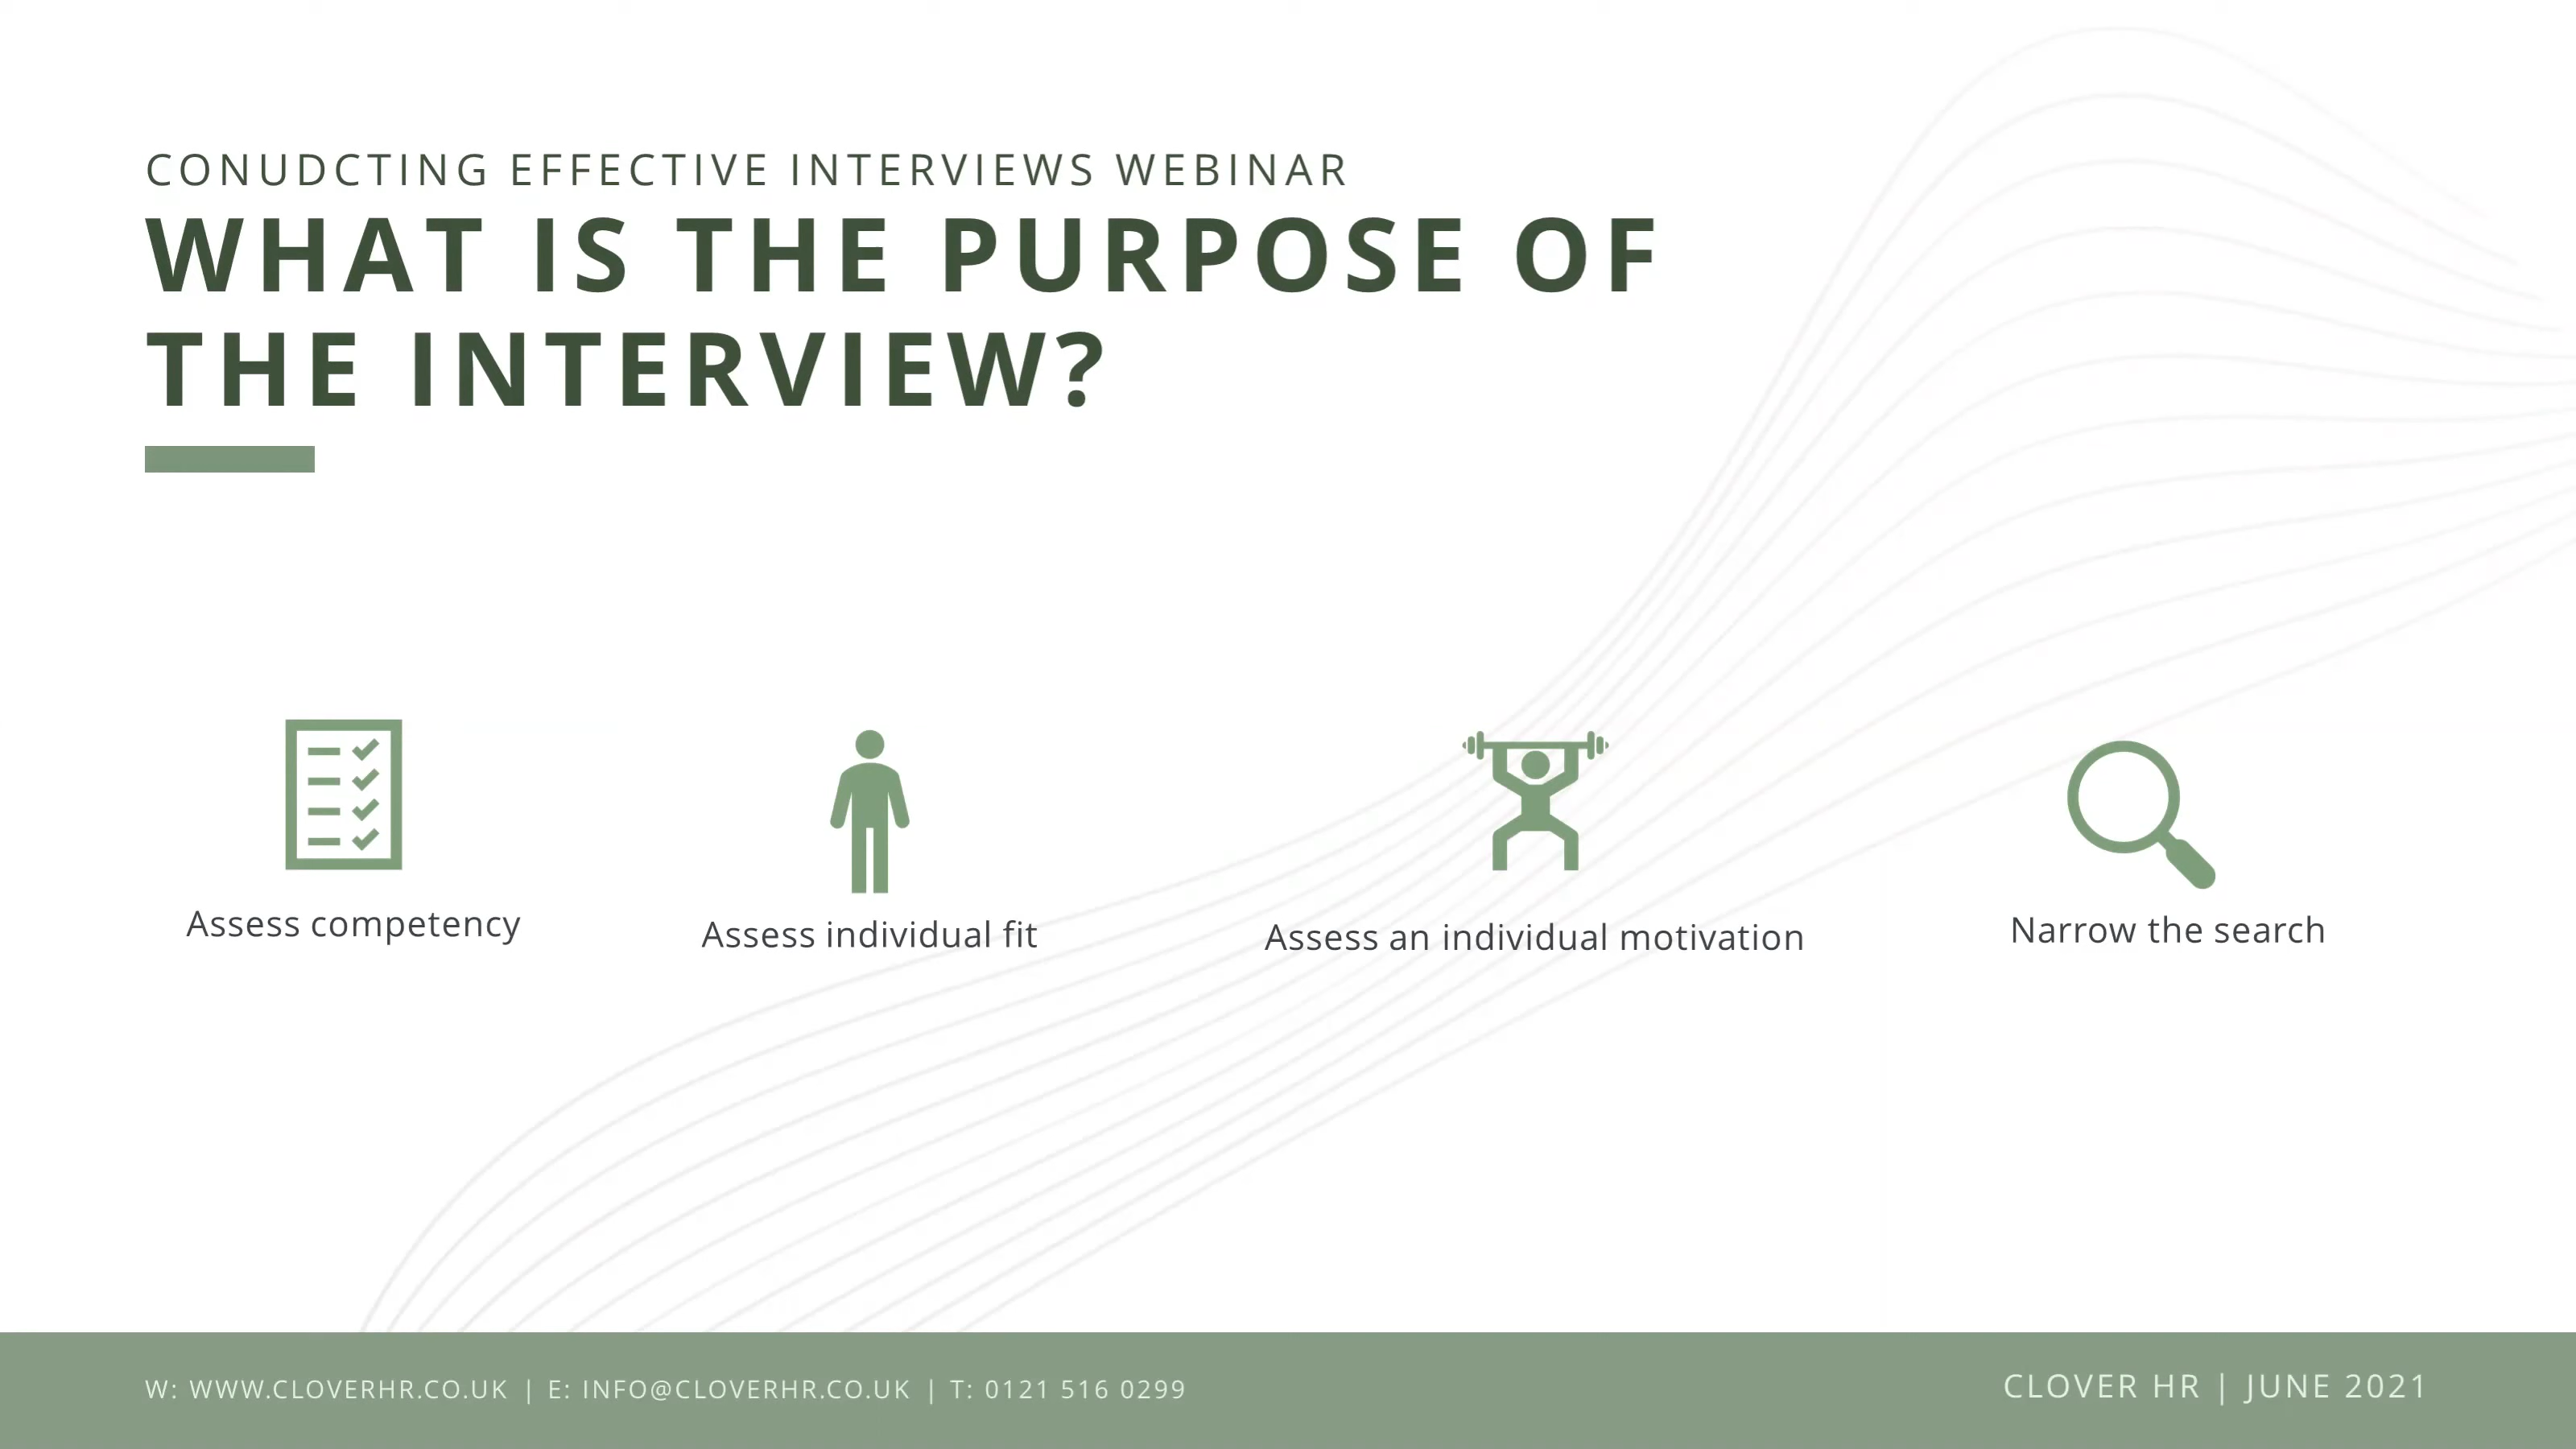 CONUDCTING EFFECTIVE INTERVIEWS WEBINAR
WHAT IS THE PURPOSE OF
THE INTERVIEW?
Assess competency
Assess individual fit
Assess an individual motivation
Narrow the search
W: WWW.CLOVERHR.CO.UK | E: INFO@CLOVERHR.CO.UK | T: 0121 516 0299
CLOVER HR | JUNE 2021